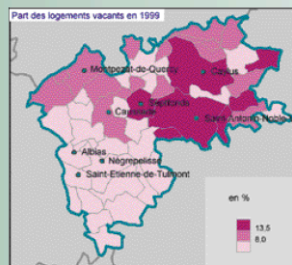 Part des logements vacants en 1999
Montpezat-de-Quercy
Caylus
Septfonds
Caussade
Saint-Antonin-Noble-
Albias
Nègrepelisse
Saint-Etienne-de-Tulmont
en %
13,5
8,0